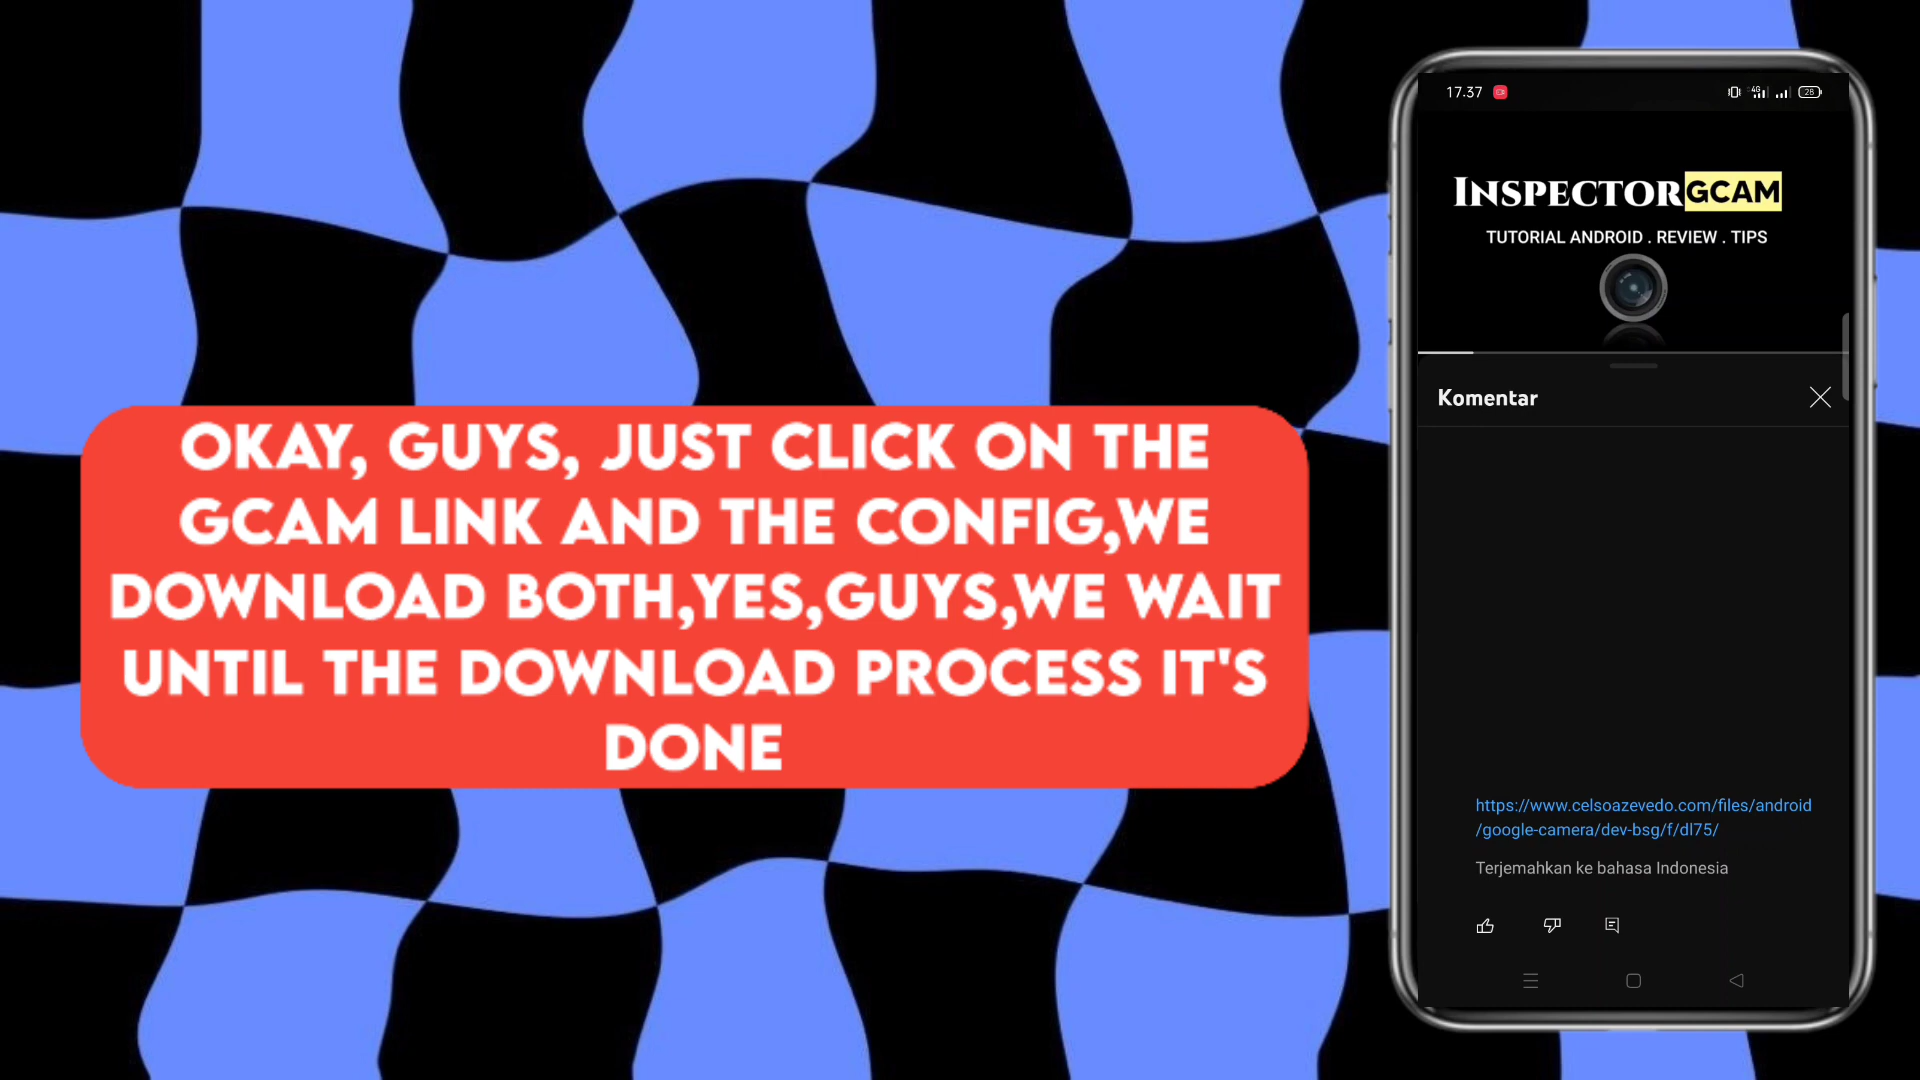 OKAY, GUYS, JUST CLICK ON THE
GCAM LINK AND THE CONFIG,WE
DOWNLOAD BOTH,YES,GUYS,WE WAIT
UNTIL THE DOWNLOAD PROCESS IT'S
DONE
17.37
4G
26
INSPECTORGCAM
TUTORIAL ANDROID . REVIEW . TIPS
Komentar
https://www.celsoazevedo.com/files/android
/google-camera/dev-bsg/f/dl75/
Terjemahkan ke bahasa Indonesia